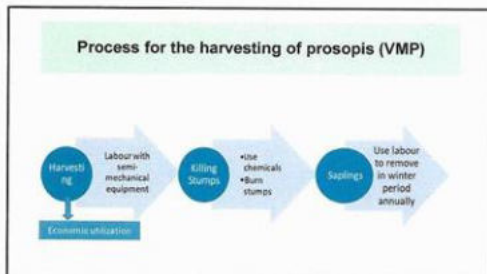 Process for the harvesting of prosopis (VMP)
Harvesti
ng
Labour with
semi-
mechanical
equipment
Killing
Stumps
•Use
chemicals
•Burn
stumps
Saplings
Use labour
to remove
in winter
period
annually
Economic utilization